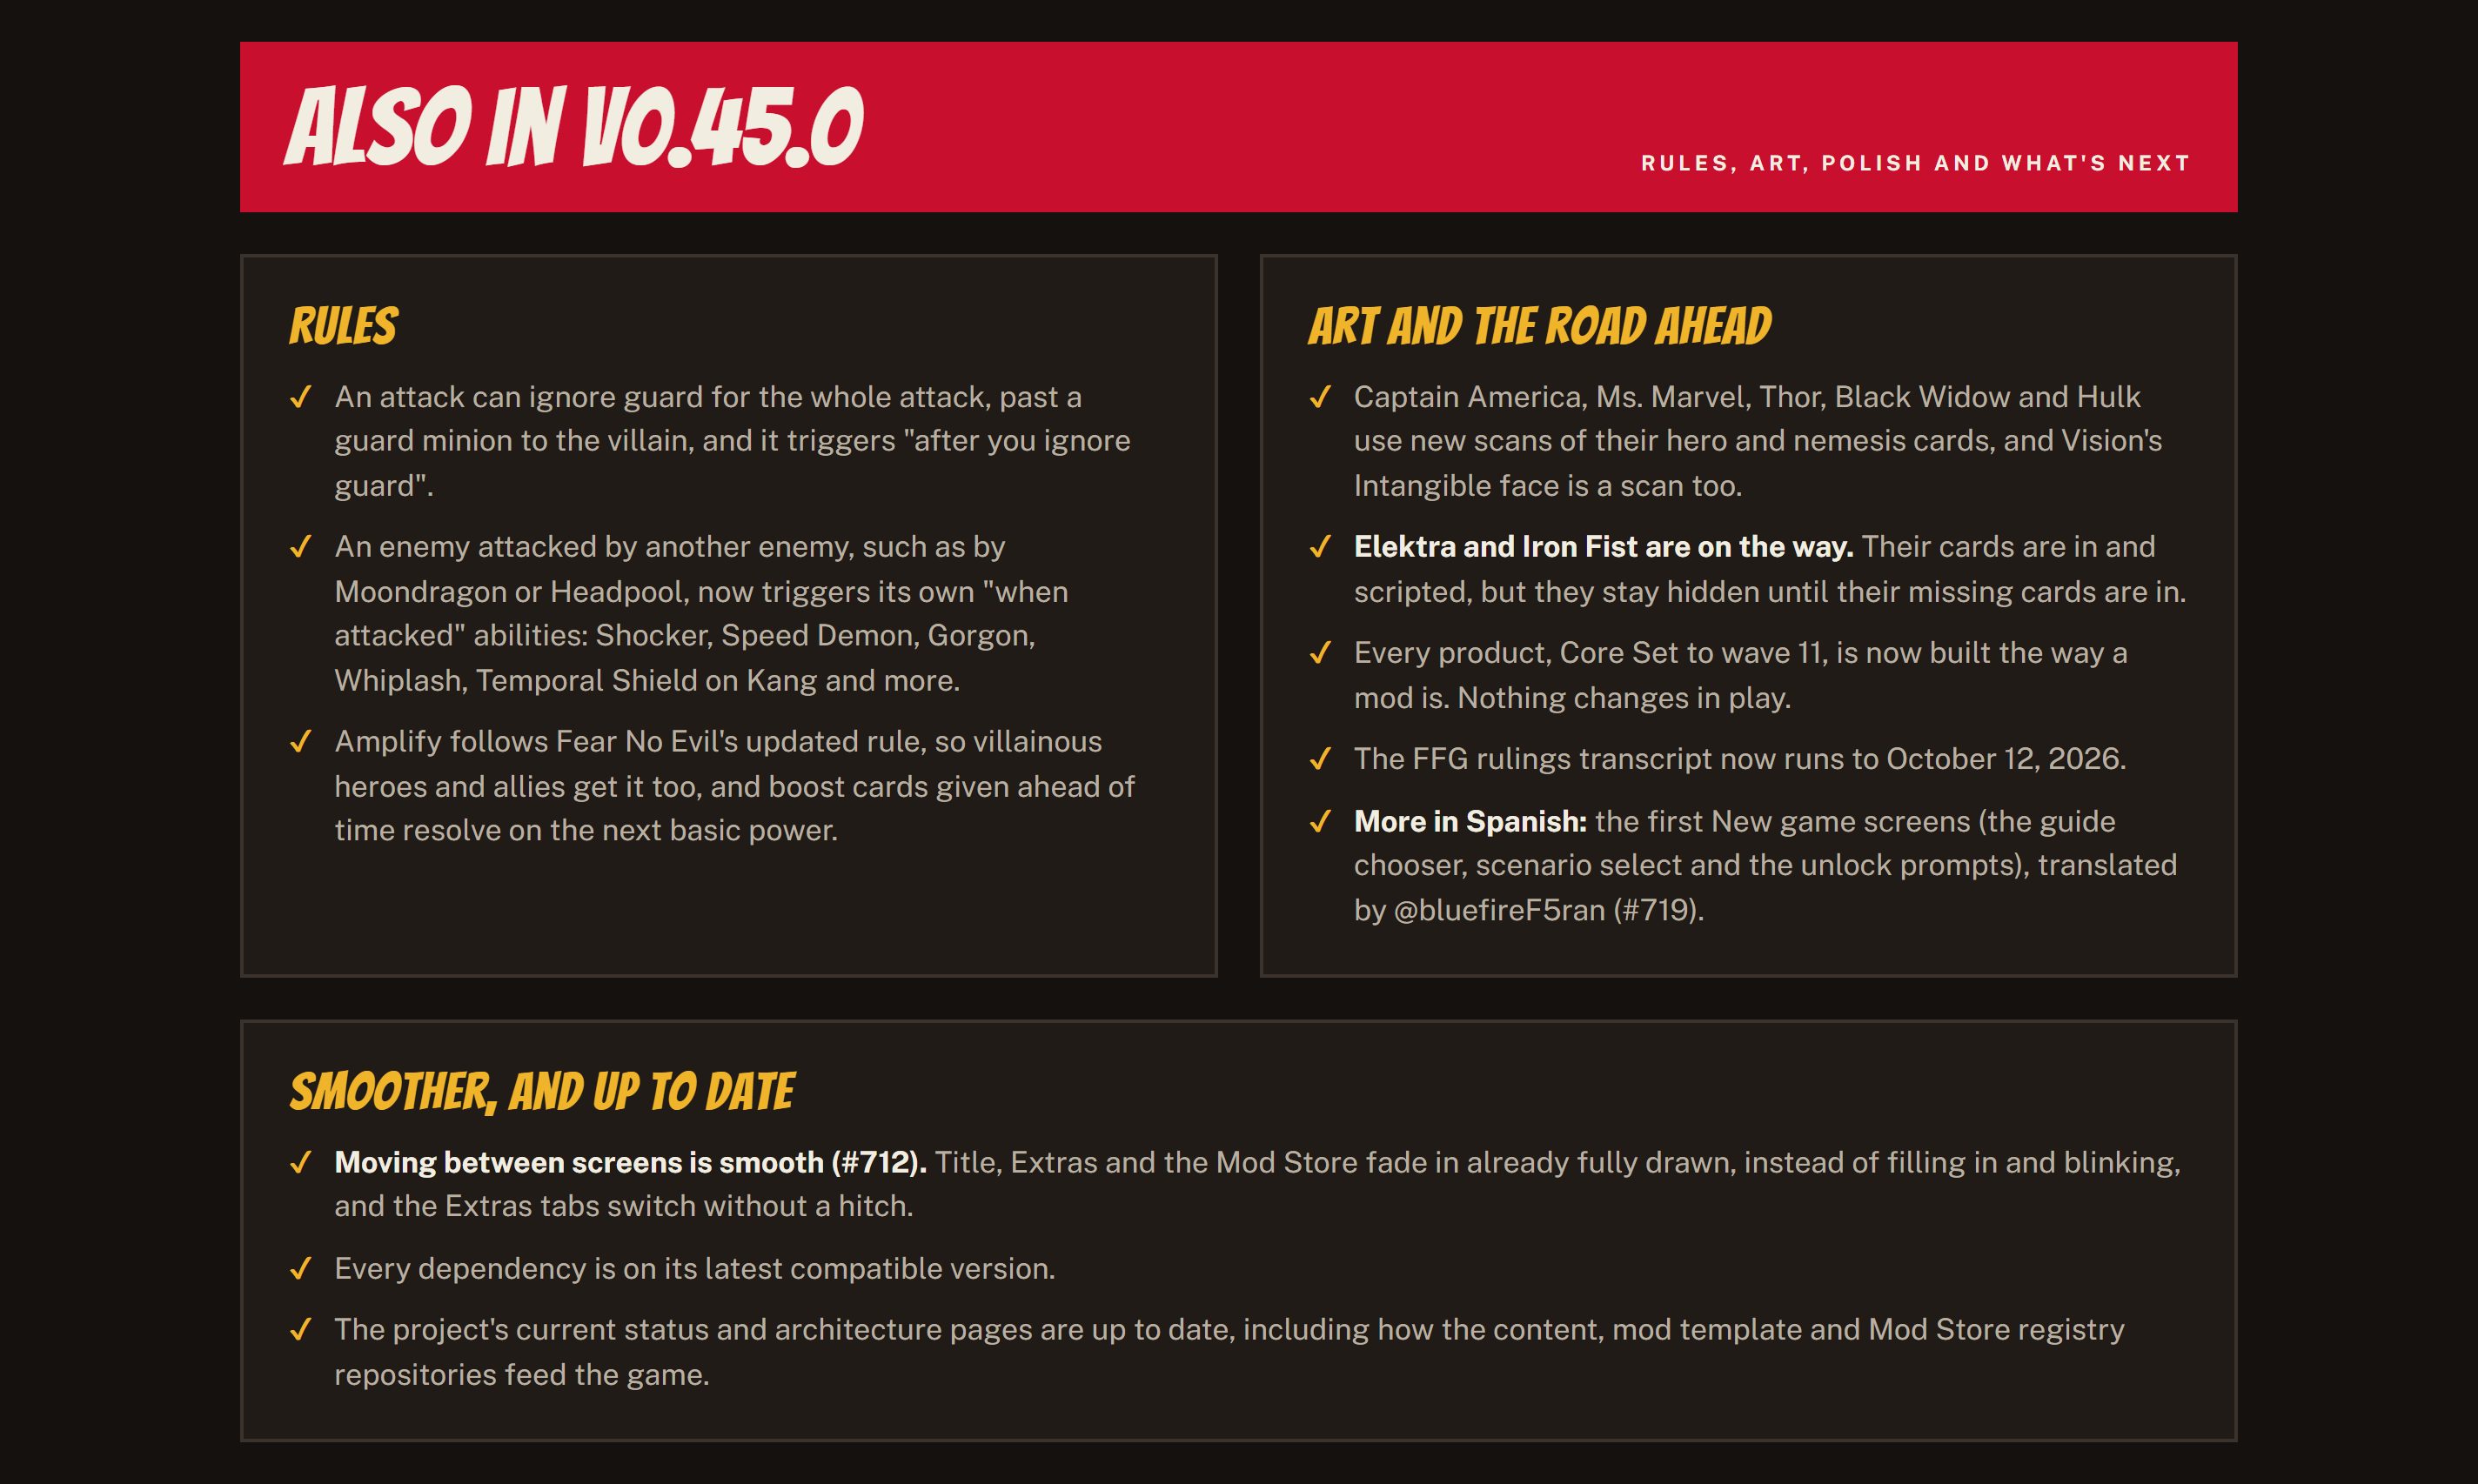 ALSO IN V0.45.0
RULES, ART, POLISH AND WHAT'S NEXT
RULES
✓ An attack can ignore guard for the whole attack, past a
guard minion to the villain, and it triggers "after you ignore
guard".
✓ An enemy attacked by another enemy, such as by
Moondragon or Headpool, now triggers its own "when
attacked" abilities: Shocker, Speed Demon, Gorgon,
Whiplash, Temporal Shield on Kang and more.
✓ Amplify follows Fear No Evil's updated rule, so villainous
heroes and allies get it too, and boost cards given ahead of
time resolve on the next basic power.
ART AND THE ROAD AHEAD
✓ Captain America, Ms. Marvel, Thor, Black Widow and Hulk
use new scans of their hero and nemesis cards, and Vision's
Intangible face is a scan too.
✓ Elektra and Iron Fist are on the way. Their cards are in and
scripted, but they stay hidden until their missing cards are in.
✓ Every product, Core Set to wave 11, is now built the way a
mod is. Nothing changes in play.
✓ The FFG rulings transcript now runs to October 12, 2026.
✓ More in Spanish: the first New game screens (the guide
chooser, scenario select and the unlock prompts), translated
by @bluefireF5ran (#719).
SMOOTHER, AND UP TO DATE
✓ Moving between screens is smooth (#712). Title, Extras and the Mod Store fade in already fully drawn, instead of filling in and blinking,
and the Extras tabs switch without a hitch.
✓ Every dependency is on its latest compatible version.
✓ The project's current status and architecture pages are up to date, including how the content, mod template and Mod Store registry
repositories feed the game.